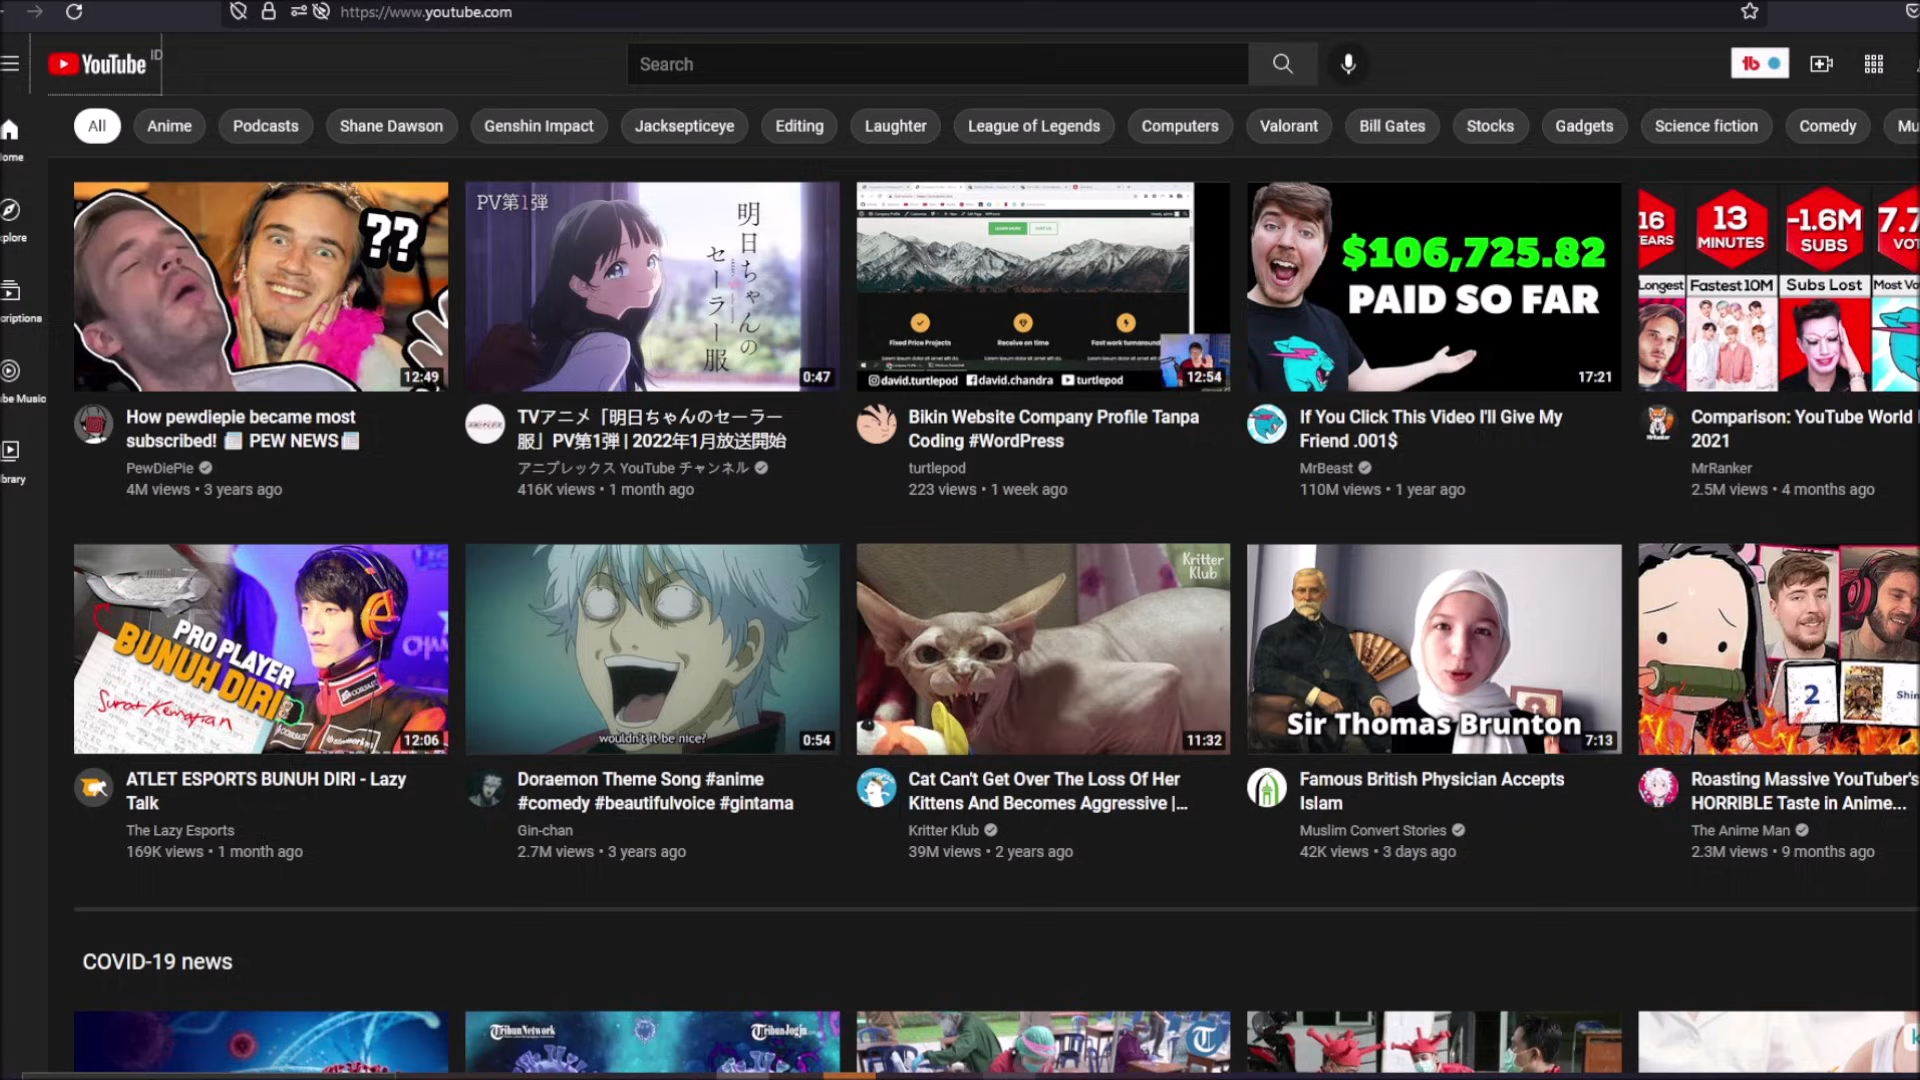 https://www.youtube.com
YouTube ID
Search
All
Anime
Podcasts
Shane Dawson
Genshin Impact
Jacksepticeye
Editing
Laughter
League of Legends
Computers
Valorant
Bill Gates
Stocks
Gadgets
Science fiction
Comedy
Mu
ome
plore
criptions
be Music
brary
??
12:49
How pewdiepie became most
subscribed! PEW NEWS
PewDiePie
4M views • 3 years ago
PV第1弾
明日ちゃんの
セーラー服
0:47
TVアニメ「明日ちゃんのセーラー
服」PV第1弾 | 2022年1月放送開始
アニプレックス YouTube チャンネル
416K views • 1 month ago
Fixed Price Projects
Receive on time
Fast work turnaround
david.turtlepod
david.chandra
turtlepod
12:54
Bikin Website Company Profile Tanpa
Coding #WordPress
turtlepod
223 views • 1 week ago
$106,725.82
PAID SO FAR
17:21
If You Click This Video I'll Give My
Friend .001$
MrBeast
110M views • 1 year ago
16
EARS
13
MINUTES
-1.6M
SUBS
7.7
VOT
Longest
Fastest 10M
Subs Lost
Most Vo
Comparison: YouTube World
2021
MrRanker
2.5M views • 4 months ago
PRO PLAYER
BUNUH DIRI
Surat Kematian
12:06
ATLET ESPORTS BUNUH DIRI - Lazy
Talk
The Lazy Esports
169K views • 1 month ago
wouldn't it be nice?
0:54
Doraemon Theme Song #anime
#comedy #beautifulvoice #gintama
Gin-chan
2.7M views • 3 years ago
Kritter
Klub
11:32
Cat Can't Get Over The Loss Of Her
Kittens And Becomes Aggressive |...
Kritter Klub
39M views • 2 years ago
Sir Thomas Brunton
7:13
Famous British Physician Accepts
Islam
Muslim Convert Stories
42K views • 3 days ago
2
Shin
Roasting Massive YouTuber's
HORRIBLE Taste in Anime...
The Anime Man
2.3M views • 9 months ago
COVID-19 news
TribunNetwork
TribunJogja